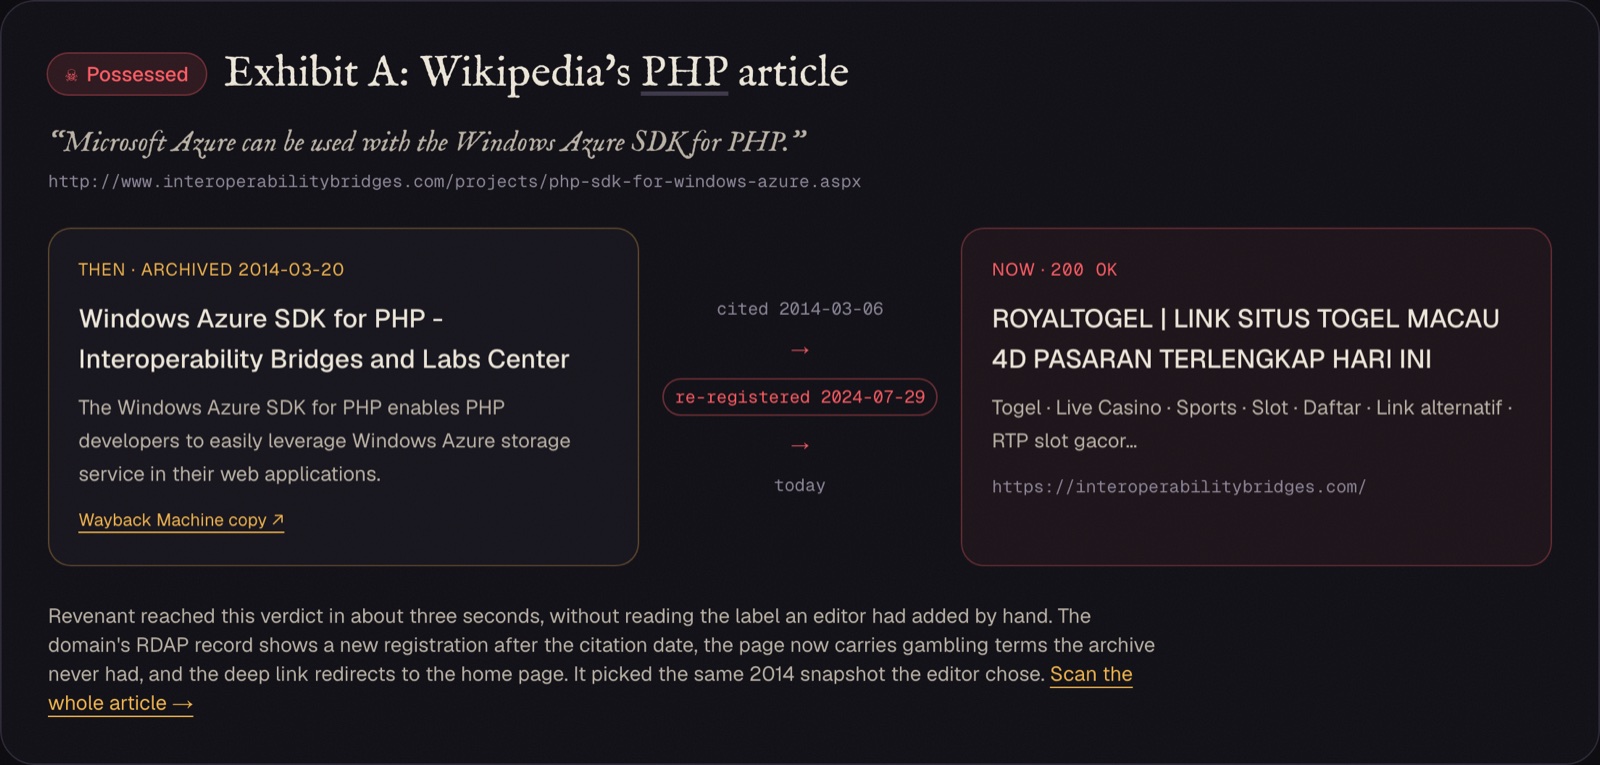 ☠ Possessed
Exhibit A: Wikipedia’s PHP article
“Microsoft Azure can be used with the Windows Azure SDK for PHP.”
http://www.interoperabilitybridges.com/projects/php-sdk-for-windows-azure.aspx
THEN · ARCHIVED 2014-03-20
Windows Azure SDK for PHP -
Interoperability Bridges and Labs Center
The Windows Azure SDK for PHP enables PHP
developers to easily leverage Windows Azure storage
service in their web applications.
Wayback Machine copy ↗
cited 2014-03-06
→
re-registered 2024-07-29
→
today
NOW · 200 OK
ROYALTOGEL | LINK SITUS TOGEL MACAU
4D PASARAN TERLENGKAP HARI INI
Togel · Live Casino · Sports · Slot · Daftar · Link alternatif ·
RTP slot gacor…
https://interoperabilitybridges.com/
Revenant reached this verdict in about three seconds, without reading the label an editor had added by hand. The
domain's RDAP record shows a new registration after the citation date, the page now carries gambling terms the archive
never had, and the deep link redirects to the home page. It picked the same 2014 snapshot the editor chose. Scan the
whole article →